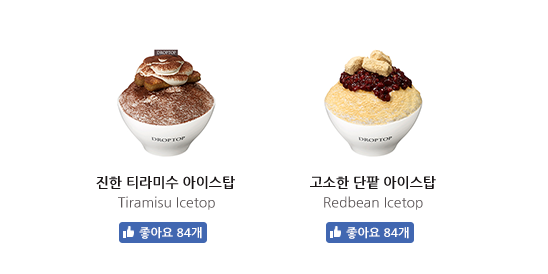 DROPTOP
DROPTOP
DROPTOP
진한 티라미수 아이스탑
Tiramisu Icetop
좋아요 84개
고소한 단팥 아이스탑
Redbean Icetop
좋아요 84개